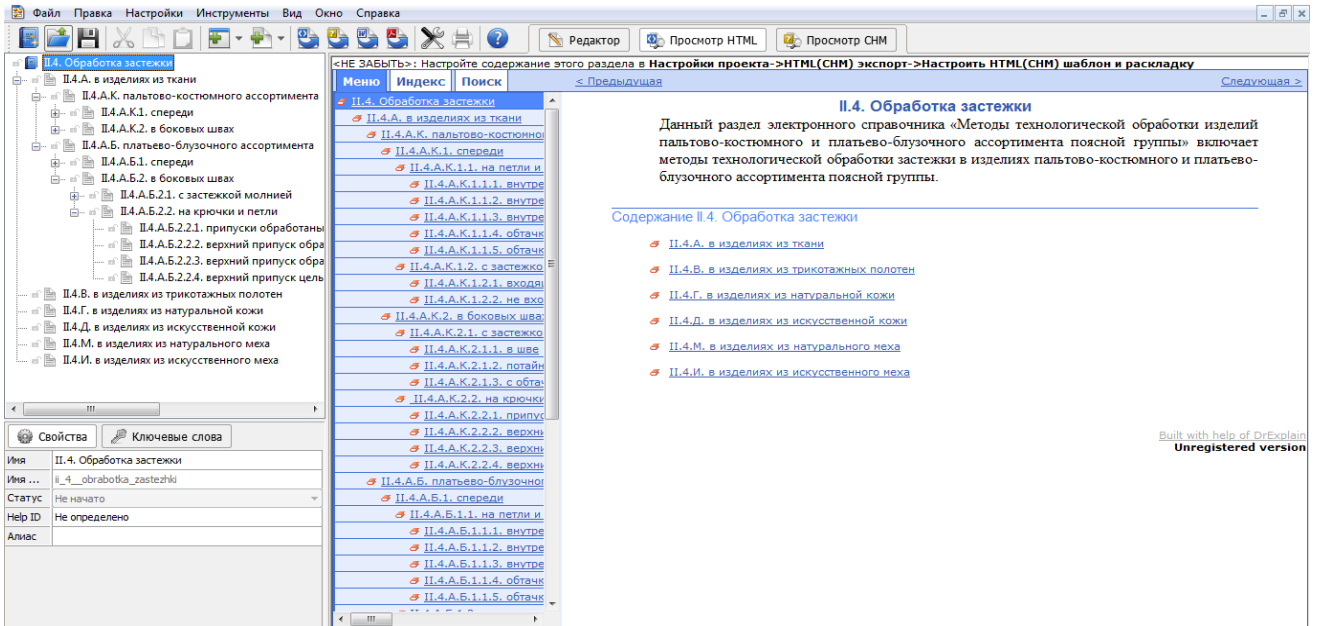 Файл Правка Настройки Инструменты Вид Окно Справка
Редактор Просмотр HTML Просмотр CHM
II.4. Обработка застежки
II.4.А. в изделиях из ткани
II.4.А.К. пальтово-костюмного ассортимента
II.4.А.К.1. спереди
II.4.А.К.2. в боковых швах
II.4.А.Б. платьево-блузочного ассортимента
II.4.А.Б.1. спереди
II.4.А.Б.2. в боковых швах
II.4.А.Б.2.1. с застежкой молнией
II.4.А.Б.2.2. на крючки и петли
II.4.А.Б.2.2.1. припуски обработаны
II.4.А.Б.2.2.2. верхний припуск обра
II.4.А.Б.2.2.3. верхний припуск обра
II.4.А.Б.2.2.4. верхний припуск цель
II.4.В. в изделиях из трикотажных полотен
II.4.Г. в изделиях из натуральной кожи
II.4.Д. в изделиях из искусственной кожи
II.4.М. в изделиях из натурального меха
II.4.И. в изделиях из искусственного меха
Свойства Ключевые слова
Имя II.4. Обработка застежки
Имя ... ii_4__obrabotka_zastezhki
Статус Не начато
Help ID Не определено
Алиас
<НЕ ЗАБЫТЬ>: Настройте содержание этого раздела в Настройки проекта->HTML(CHM) экспорт->Настроить HTML(CHM) шаблон и раскладку
Меню Индекс Поиск
< Предыдущая Следующая >
II.4. Обработка застежки
II.4.А. в изделиях из ткани
II.4.А.К. пальтово-костюмно
II.4.А.К.1. спереди
II.4.А.К.1.1. на петли и
II.4.А.К.1.1.1. внутре
II.4.А.К.1.1.2. внутре
II.4.А.К.1.1.3. внутре
II.4.А.К.1.1.4. обтачк
II.4.А.К.1.1.5. обтачк
II.4.А.К.1.2. с застежко
II.4.А.К.1.2.1. входящ
II.4.А.К.1.2.2. не вхо
II.4.А.К.2. в боковых шва
II.4.А.К.2.1. с застежко
II.4.А.К.2.1.1. в шве
II.4.А.К.2.1.2. потайн
II.4.А.К.2.1.3. с обтач
II.4.А.К.2.2. на крючки
II.4.А.К.2.2.1. припус
II.4.А.К.2.2.2. верхни
II.4.А.К.2.2.3. верхни
II.4.А.К.2.2.4. верхни
II.4.А.Б. платьево-блузочног
II.4.А.Б.1. спереди
II.4.А.Б.1.1. на петли и
II.4.А.Б.1.1.1. внутре
II.4.А.Б.1.1.2. внутре
II.4.А.Б.1.1.3. внутре
II.4.А.Б.1.1.4. обтачк
II.4.А.Б.1.1.5. обтачк
II.4. Обработка застежки
Данный раздел электронного справочника «Методы технологической обработки изделий
пальтово-костюмного и платьево-блузочного ассортимента поясной группы» включает
методы технологической обработки застежки в изделиях пальтово-костюмного и платьево-
блузочного ассортимента поясной группы.
Содержание II.4. Обработка застежки
II.4.А. в изделиях из ткани
II.4.В. в изделиях из трикотажных полотен
II.4.Г. в изделиях из натуральной кожи
II.4.Д. в изделиях из искусственной кожи
II.4.М. в изделиях из натурального меха
II.4.И. в изделиях из искусственного меха
Built with help of DrExplain
Unregistered version